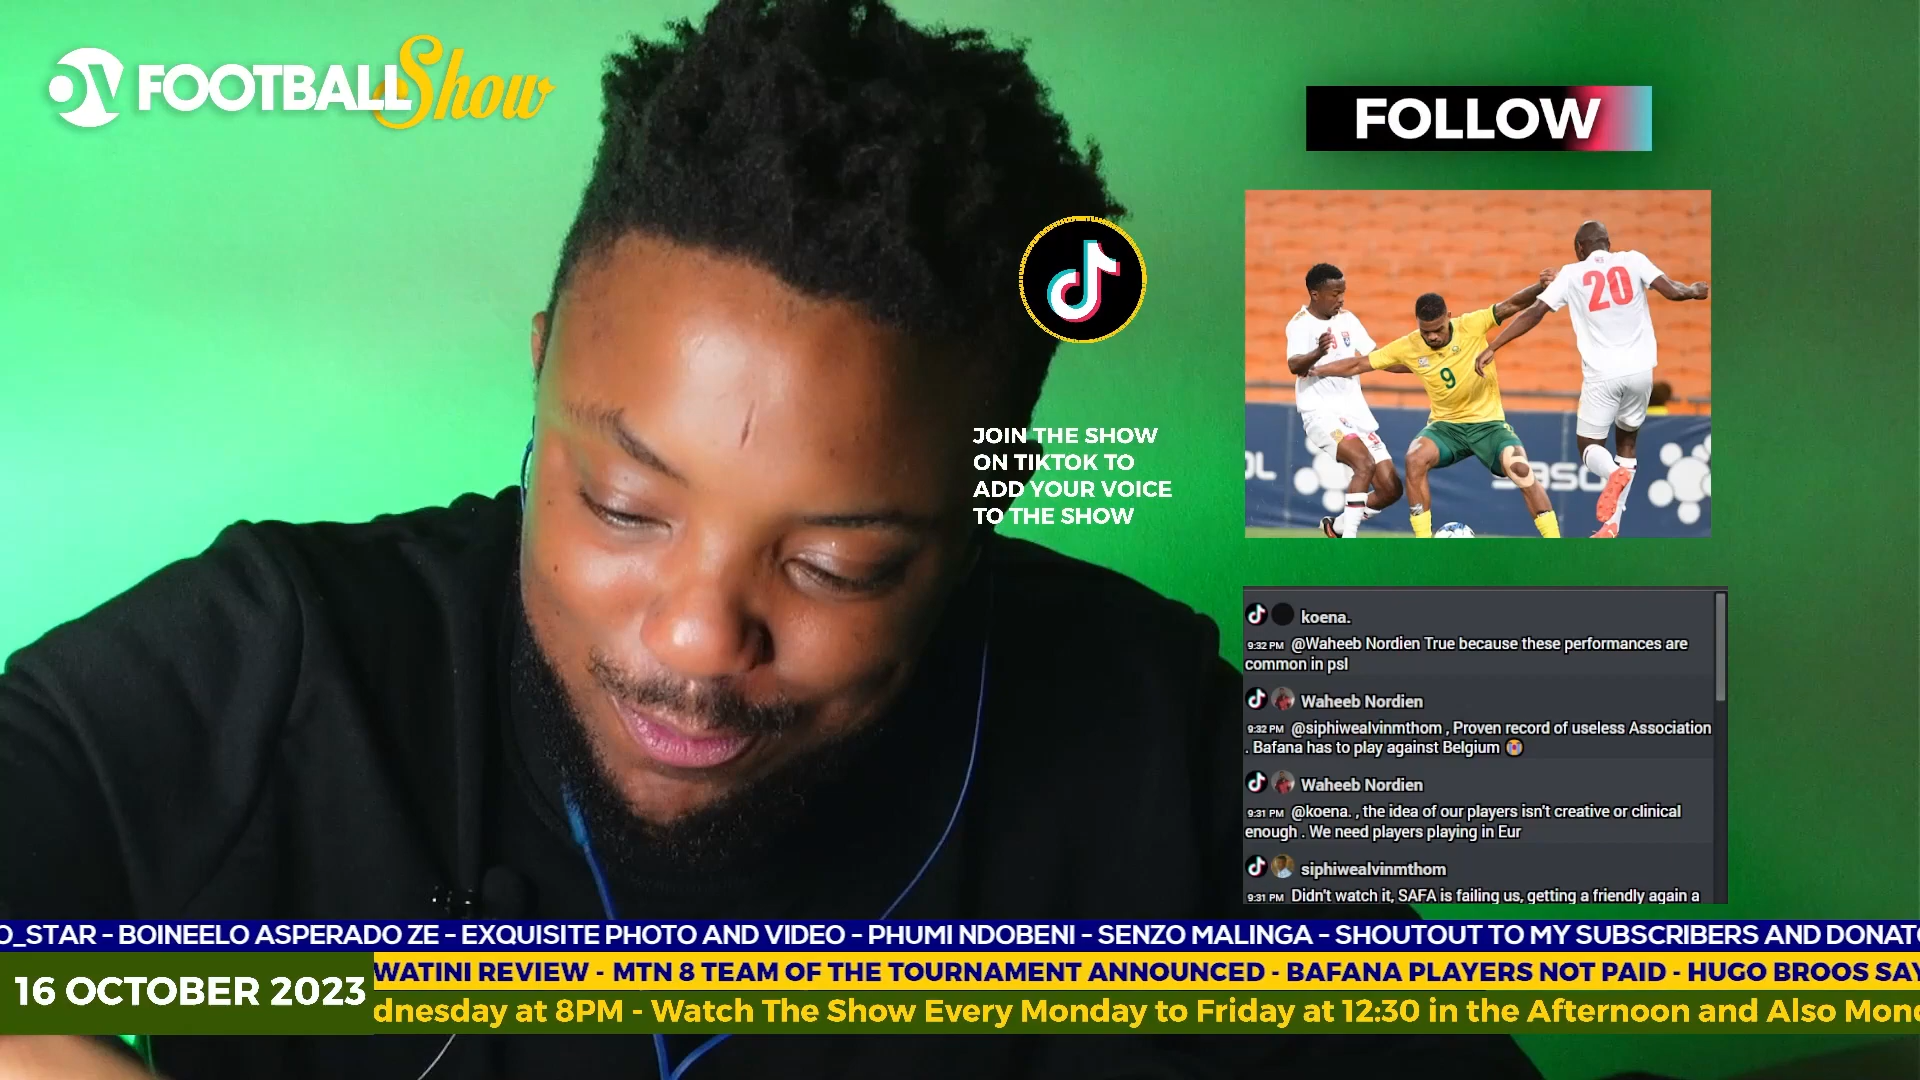 FOOTBALL Show
FOLLOW
20
9
9
SASOL
JOIN THE SHOW
ON TIKTOK TO
ADD YOUR VOICE
TO THE SHOW
koena.
9:32 PM @Waheeb Nordien True because these performances are
common in psl
Waheeb Nordien
9:32 PM @siphiwealvinmthom , Proven record of useless Association
. Bafana has to play against Belgium 😭
Waheeb Nordien
9:31 PM @koena. , the idea of our players isn't creative or clinical
enough . We need players playing in Eur
siphiwealvinmthom
9:31 PM Didn't watch it, SAFA is failing us, getting a friendly again a
O_STAR - BOINEELO ASPERADO ZE - EXQUISITE PHOTO AND VIDEO - PHUMI NDOBENI - SENZO MALINGA - SHOUTOUT TO MY SUBSCRIBERS AND DONATO
16 OCTOBER 2023
WATINI REVIEW - MTN 8 TEAM OF THE TOURNAMENT ANNOUNCED - BAFANA PLAYERS NOT PAID - HUGO BROOS SAY
dnesday at 8PM - Watch The Show Every Monday to Friday at 12:30 in the Afternoon and Also Mond